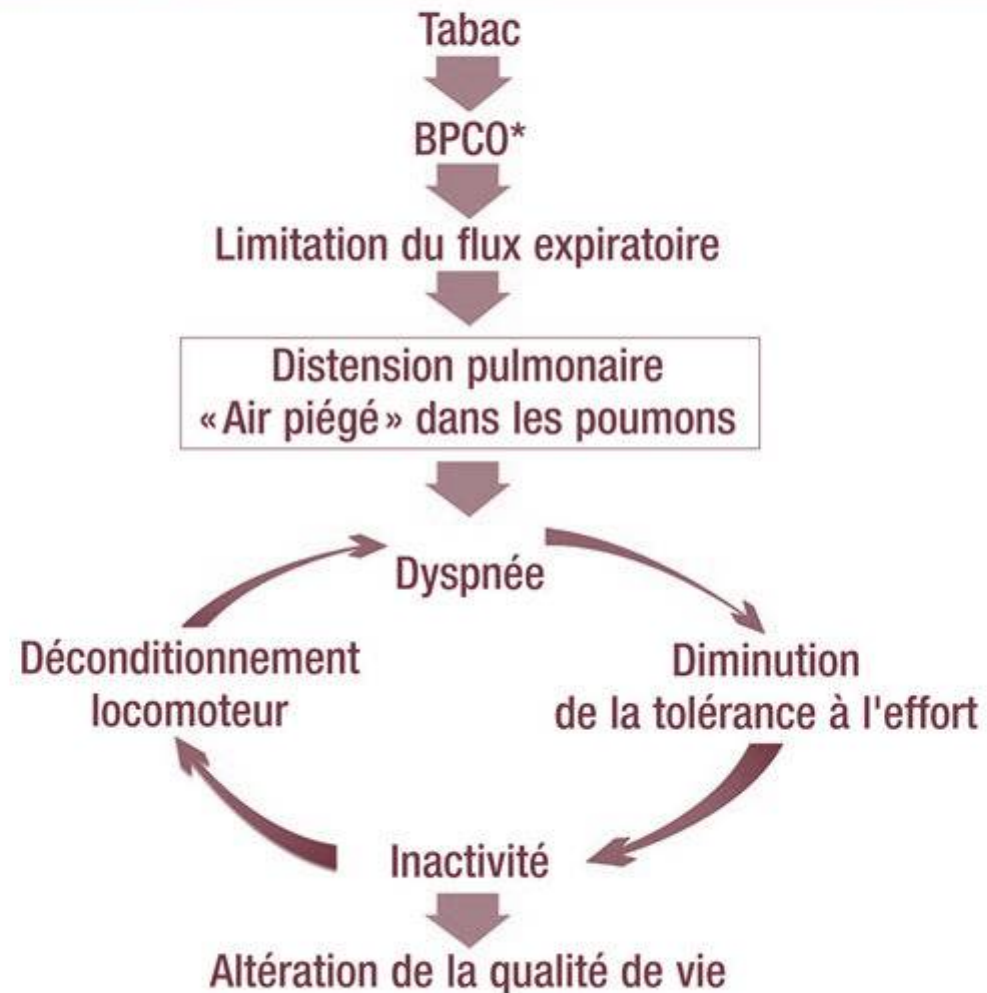 Tabac
BPCO*
Limitation du flux expiratoire
Distension pulmonaire
«Air piégé» dans les poumons
Dyspnée
Déconditionnement
locomoteur
Diminution
de la tolérance à l'effort
Inactivité
Altération de la qualité de vie